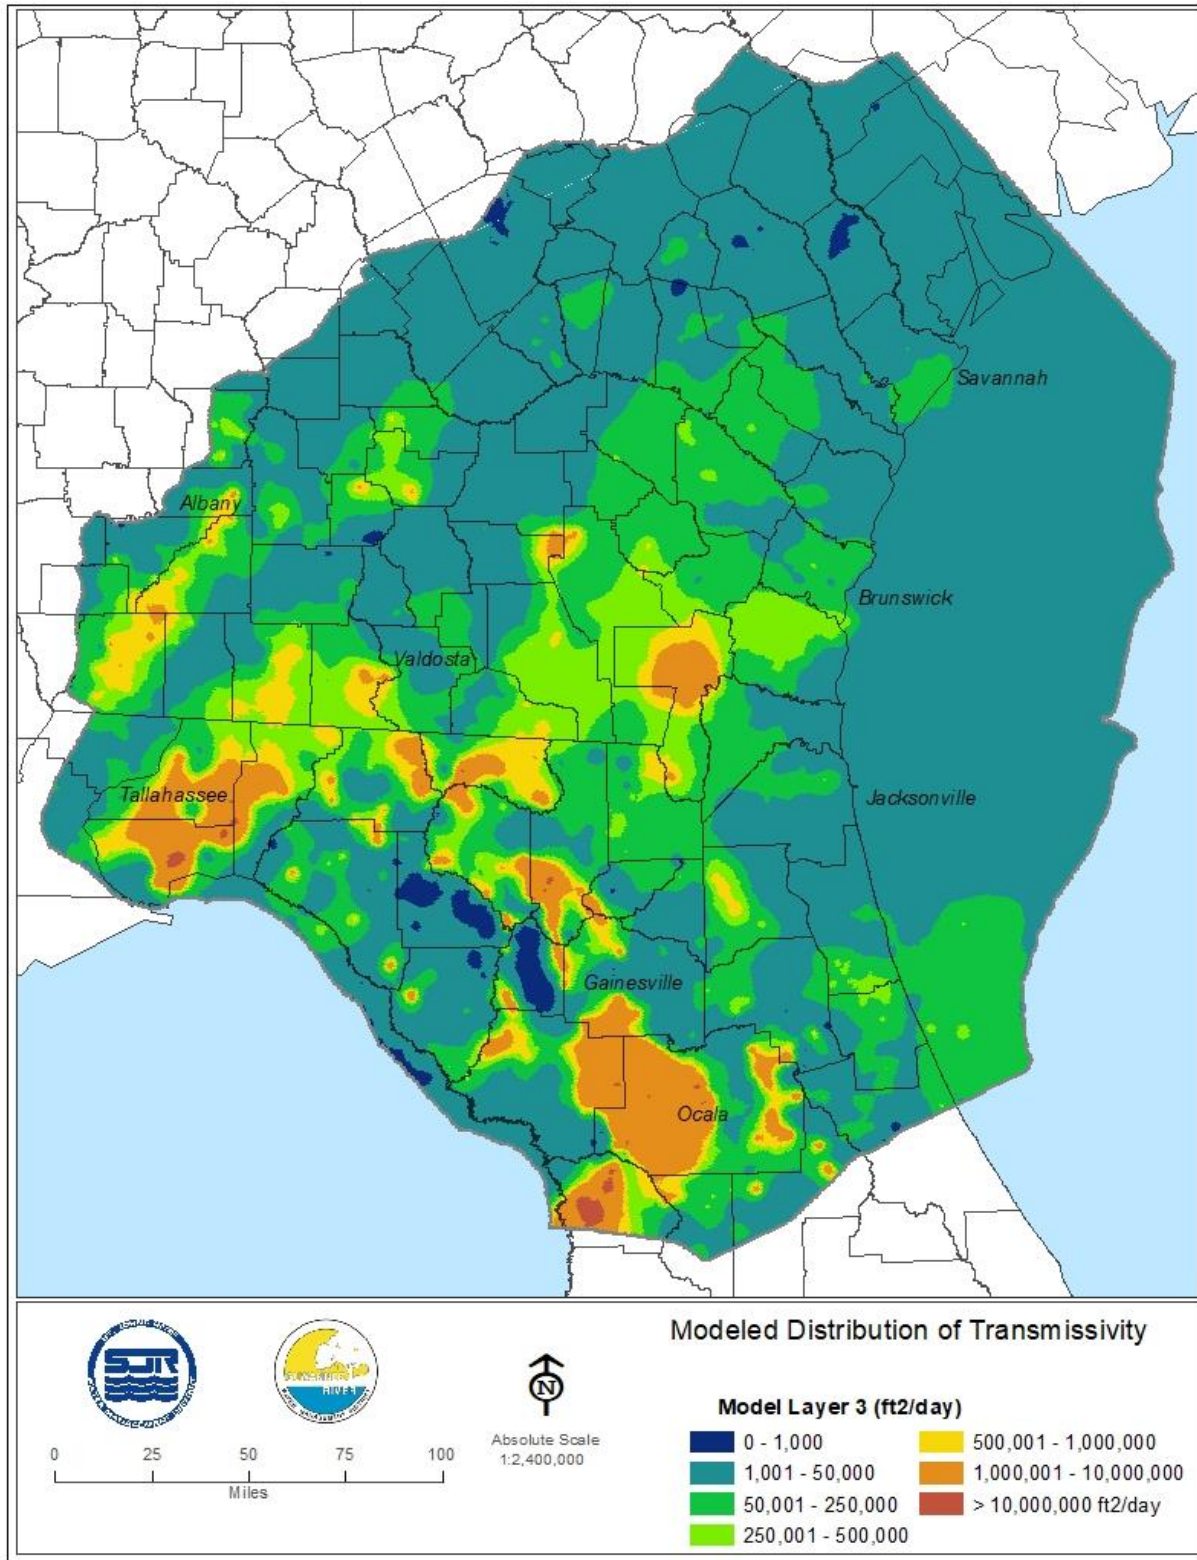 Savannah
Albany
Brunswick
Valdosta
Tallahassee
Jacksonville
Gainesville
Ocala
Modeled Distribution of Transmissivity
SJR
RIVER
N
Absolute Scale
1:2,400,000
0 25 50 75 100
Miles
Model Layer 3 (ft2/day)
0 - 1,000
1,001 - 50,000
50,001 - 250,000
250,001 - 500,000
500,001 - 1,000,000
1,000,001 - 10,000,000
> 10,000,000 ft2/day